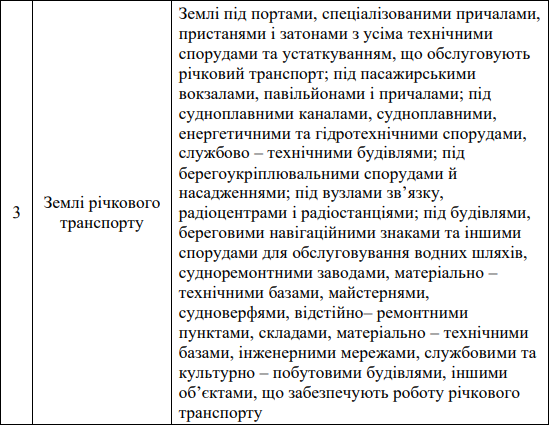 3
Землі річкового
транспорту
Землі під портами, спеціалізованими причалами,
пристанями і затонами з усіма технічними
спорудами та устаткуванням, що обслуговують
річковий транспорт; під пасажирськими
вокзалами, павільйонами і причалами; під
судноплавними каналами, судноплавними,
енергетичними та гідротехнічними спорудами,
службово – технічними будівлями; під
берегоукріплювальними спорудами й
насадженнями; під вузлами зв’язку,
радіоцентрами і радіостанціями; під будівлями,
береговими навігаційними знаками та іншими
спорудами для обслуговування водних шляхів,
судноремонтними заводами, матеріально –
технічними базами, майстернями,
судноверфями, відстійно– ремонтними
пунктами, складами, матеріально – технічними
базами, інженерними мережами, службовими та
культурно – побутовими будівлями, іншими
об’єктами, що забезпечують роботу річкового
транспорту